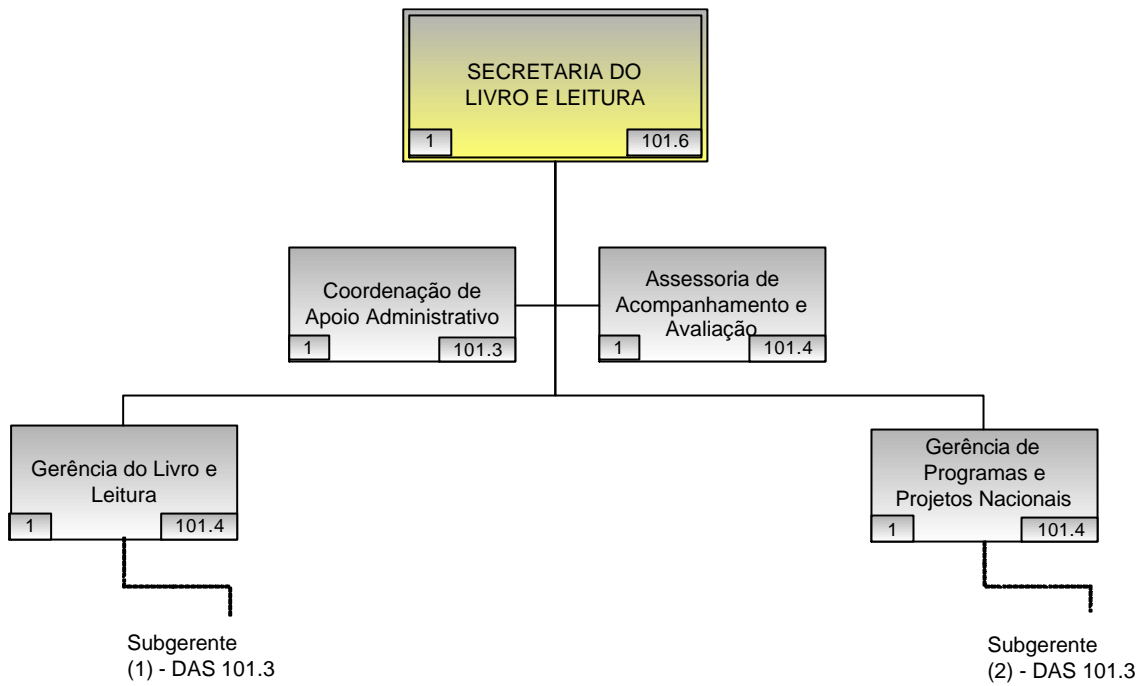 SECRETARIA DO
LIVRO E LEITURA
1
101.6
Coordenação de
Apoio Administrativo
1
101.3
Assessoria de
Acompanhamento e
Avaliação
1
101.4
Gerência do Livro e
Leitura
1
101.4
Gerência de
Programas e
Projetos Nacionais
1
101.4
Subgerente
(1) - DAS 101.3
Subgerente
(2) - DAS 101.3